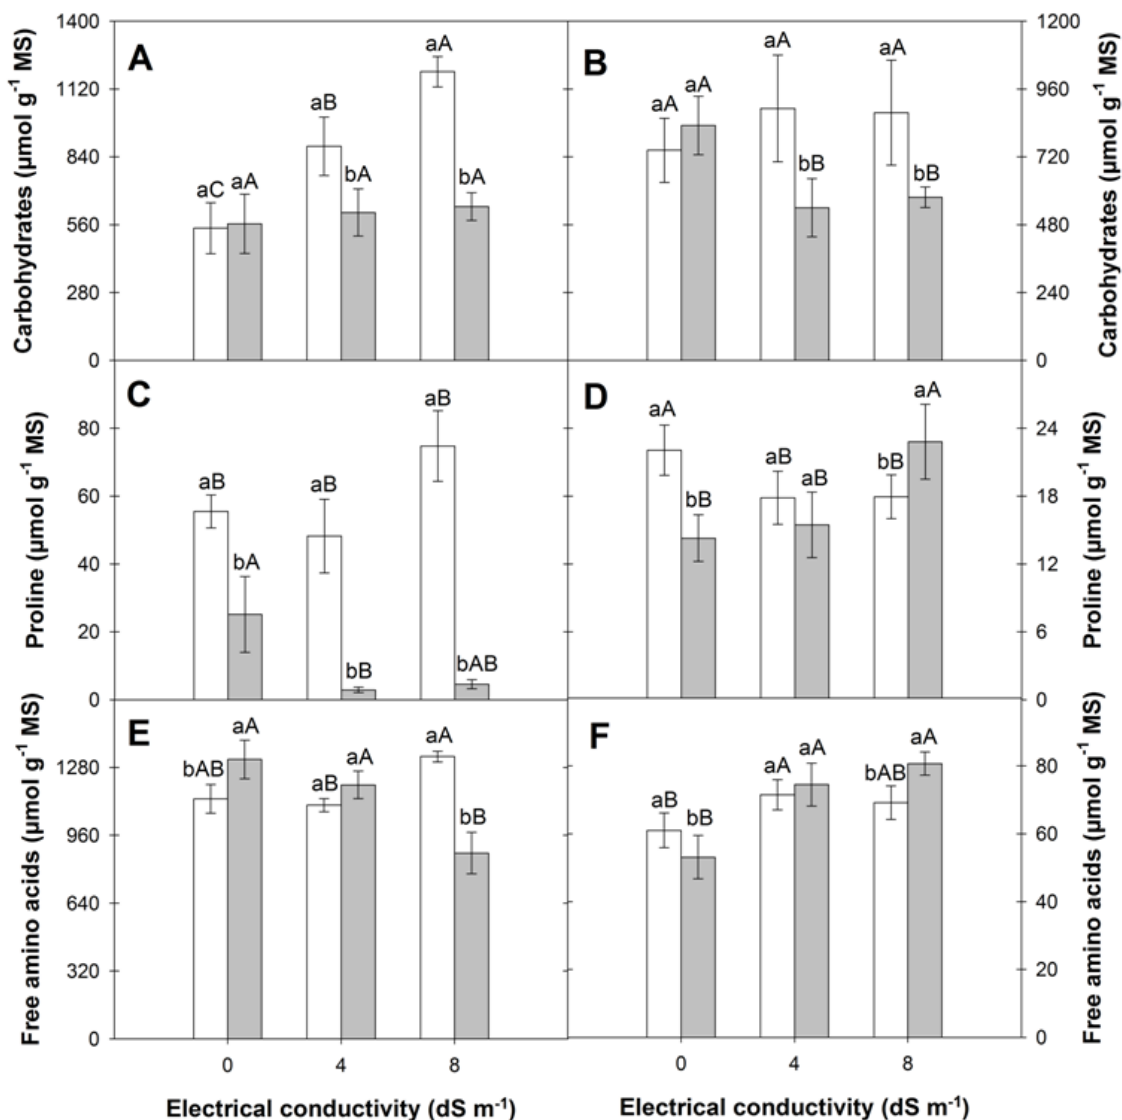 1400
1120
840
560
280
0
Carbohydrates (µmol g-1 MS)
A
aC
aA
aB
bA
aA
bA
B
aA
aA
aA
bB
aA
bB
1200
960
720
480
240
0
Carbohydrates (µmol g-1 MS)
80
60
40
20
0
Proline (µmol g-1 MS)
C
aB
bA
aB
bB
aB
bAB
D
aA
bB
aB
aB
bB
aA
24
18
12
6
0
Proline (µmol g-1 MS)
1280
960
640
320
0
Free amino acids (µmol g-1 MS)
E
bAB
aA
aB
aA
aA
bB
F
aB
bB
aA
aA
bAB
aA
80
60
40
20
0
Free amino acids (µmol g-1 MS)
0 4 8
0 4 8
Electrical conductivity (dS m-1)
Electrical conductivity (dS m-1)